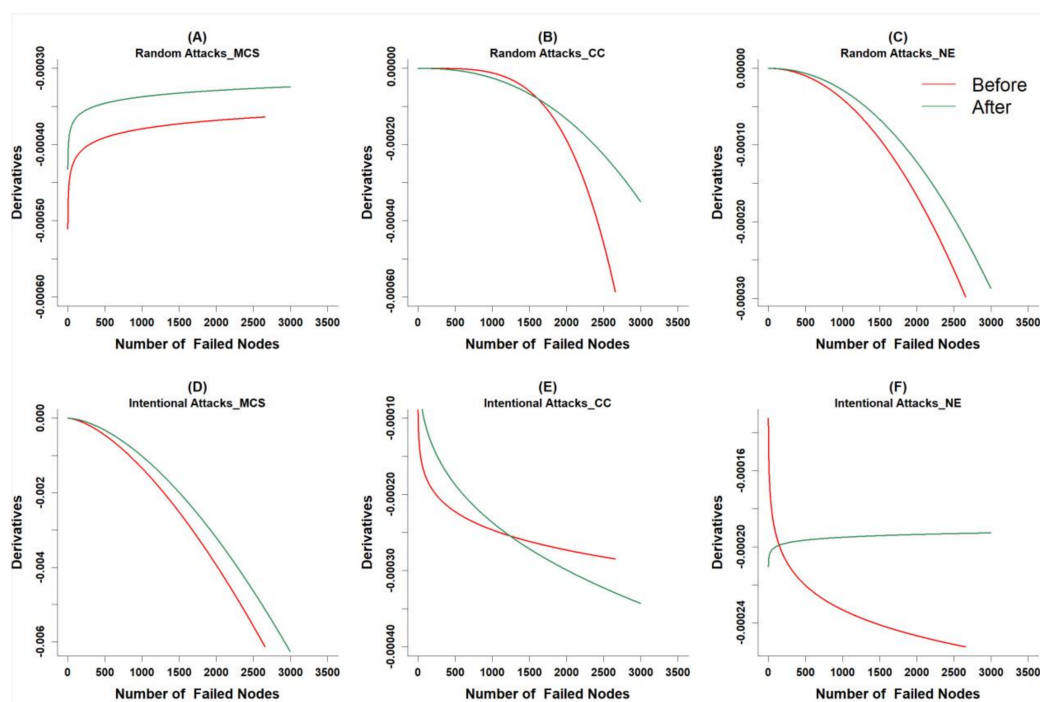 (A)
Random Attacks_MCS
Derivatives
-0.00030
-0.00040
-0.00050
-0.00060
0 500 1000 1500 2000 2500 3000 3500
Number of Failed Nodes
(B)
Random Attacks_CC
Derivatives
0.00000
-0.00020
-0.00040
-0.00060
0 500 1000 1500 2000 2500 3000 3500
Number of Failed Nodes
(C)
Random Attacks_NE
Before
After
Derivatives
0.00000
-0.00010
-0.00020
-0.00030
0 500 1000 1500 2000 2500 3000 3500
Number of Failed Nodes
(D)
Intentional Attacks_MCS
Derivatives
0.000
-0.002
-0.004
-0.006
0 500 1000 1500 2000 2500 3000 3500
Number of Failed Nodes
(E)
Intentional Attacks_CC
Derivatives
-0.00010
-0.00020
-0.00030
-0.00040
0 500 1000 1500 2000 2500 3000 3500
Number of Failed Nodes
(F)
Intentional Attacks_NE
Derivatives
-0.00016
-0.00020
-0.00024
0 500 1000 1500 2000 2500 3000 3500
Number of Failed Nodes